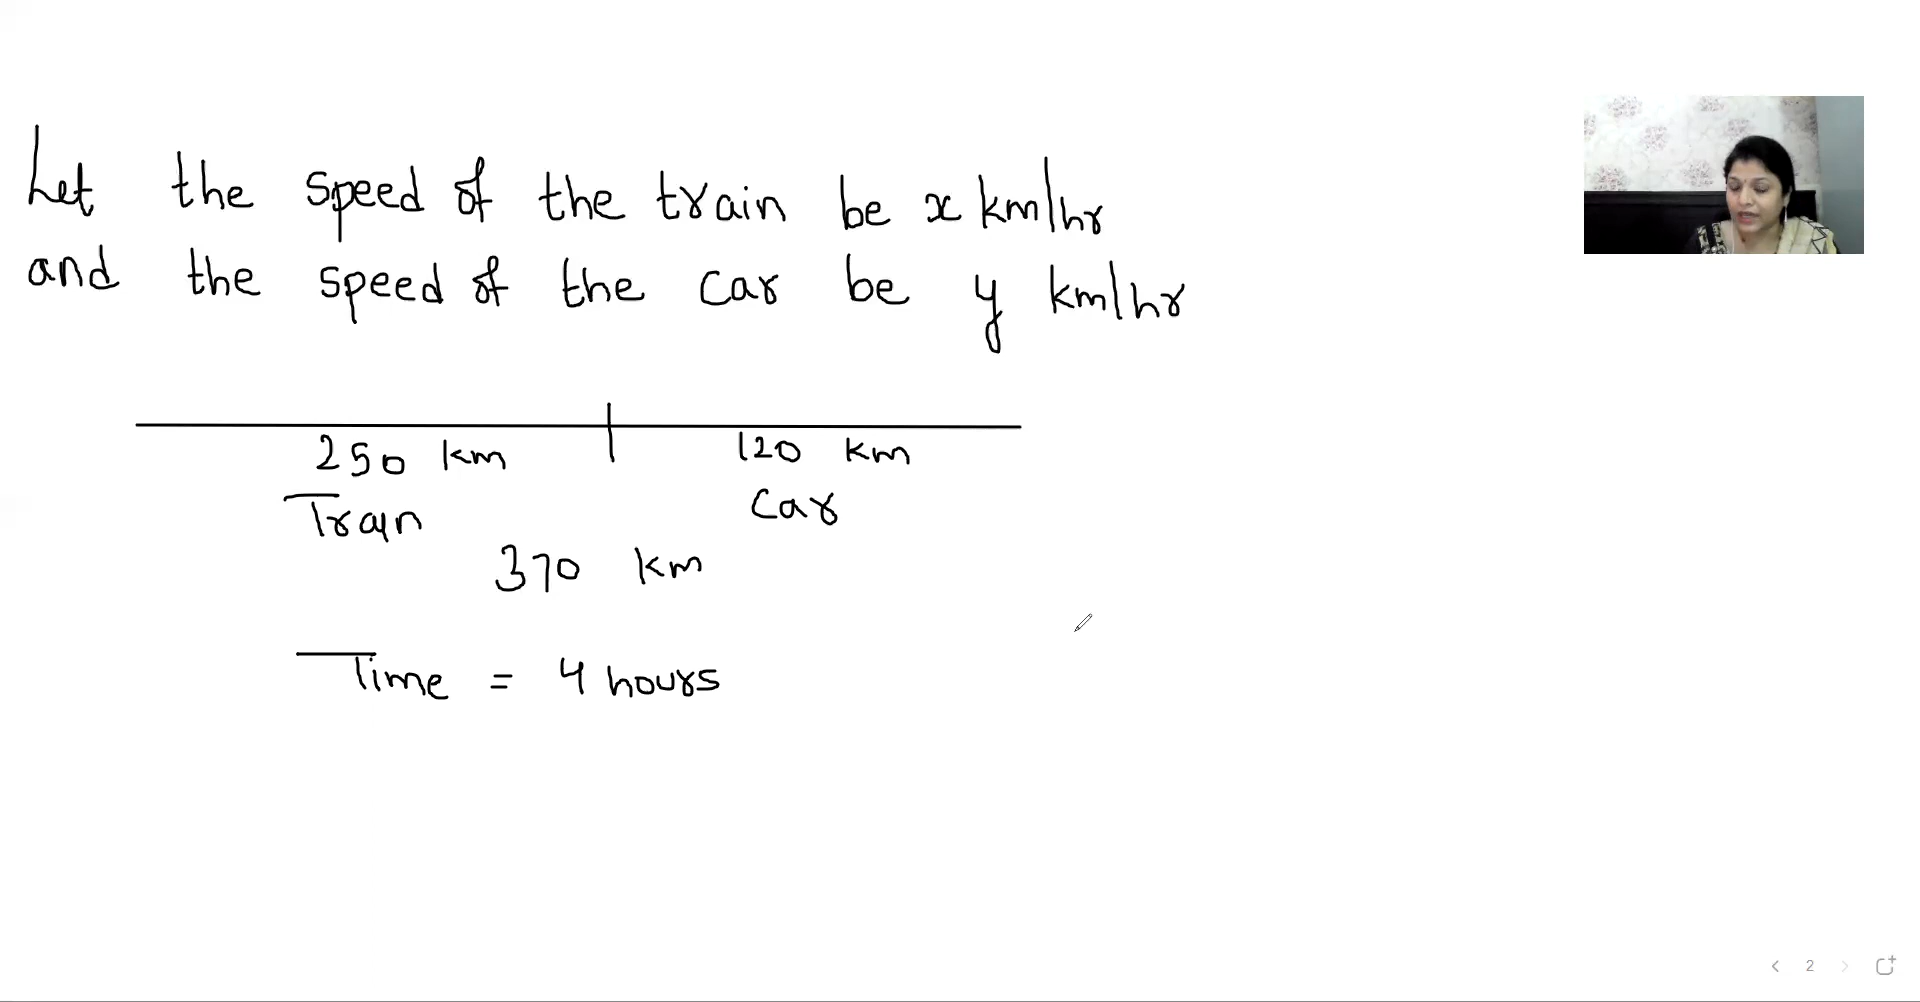 Let the speed of the train be x km/hr
and the speed of the car be y km/hr
250 km 120 km
Train Car
370 km
Time = 4 hours
2